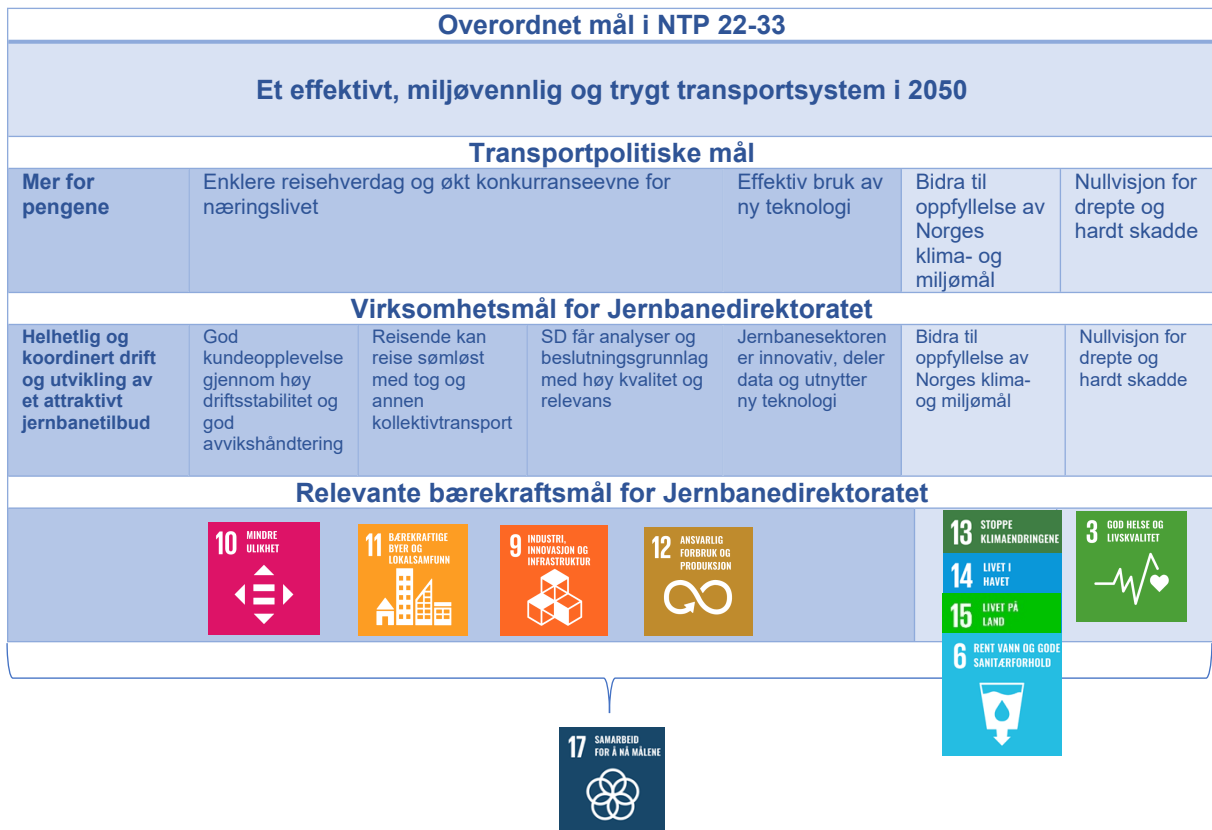 Overordnet mål i NTP 22-33
Et effektivt, miljøvennlig og trygt transportsystem i 2050
Transportpolitiske mål
Mer for
pengene
Enklere reisehverdag og økt konkurranseevne for
næringslivet
Effektiv bruk av
ny teknologi
Bidra til
oppfyllelse av
Norges
klima- og
miljømål
Nullvisjon for
drepte og
hardt skadde
Virksomhetsmål for Jernbanedirektoratet
Helhetlig og
koordinert drift
og utvikling av
et attraktivt
jernbanetilbud
God
kundeopplevelse
gjennom høy
driftsstabilitet og
god
avvikshåndtering
Reisende kan
reise sømløst
med tog og
annen
kollektivtransport
SD får analyser og
beslutningsgrunnlag
med høy kvalitet og
relevans
Jernbanesektoren
er innovativ, deler
data og utnytter
ny teknologi
Bidra til
oppfyllelse av
Norges klima-
og miljømål
Nullvisjon for
drepte og
hardt skadde
Relevante bærekraftsmål for Jernbanedirektoratet
10 MINDRE
ULIKHET
11 BÆREKRAFTIGE
BYER OG
LOKALSAMFUNN
9 INDUSTRI,
INNOVASJON OG
INFRASTRUKTUR
12 ANSVARLIG
FORBRUK OG
PRODUKSJON
13 STOPPE
KLIMAENDRINGENE
14 LIVET I
HAVET
15 LIVET PÅ
LAND
6 RENT VANN OG GODE
SANITÆRFORHOLD
3 GOD HELSE OG
LIVSKVALITET
17 SAMARBEID
FOR Å NÅ MÅLENE